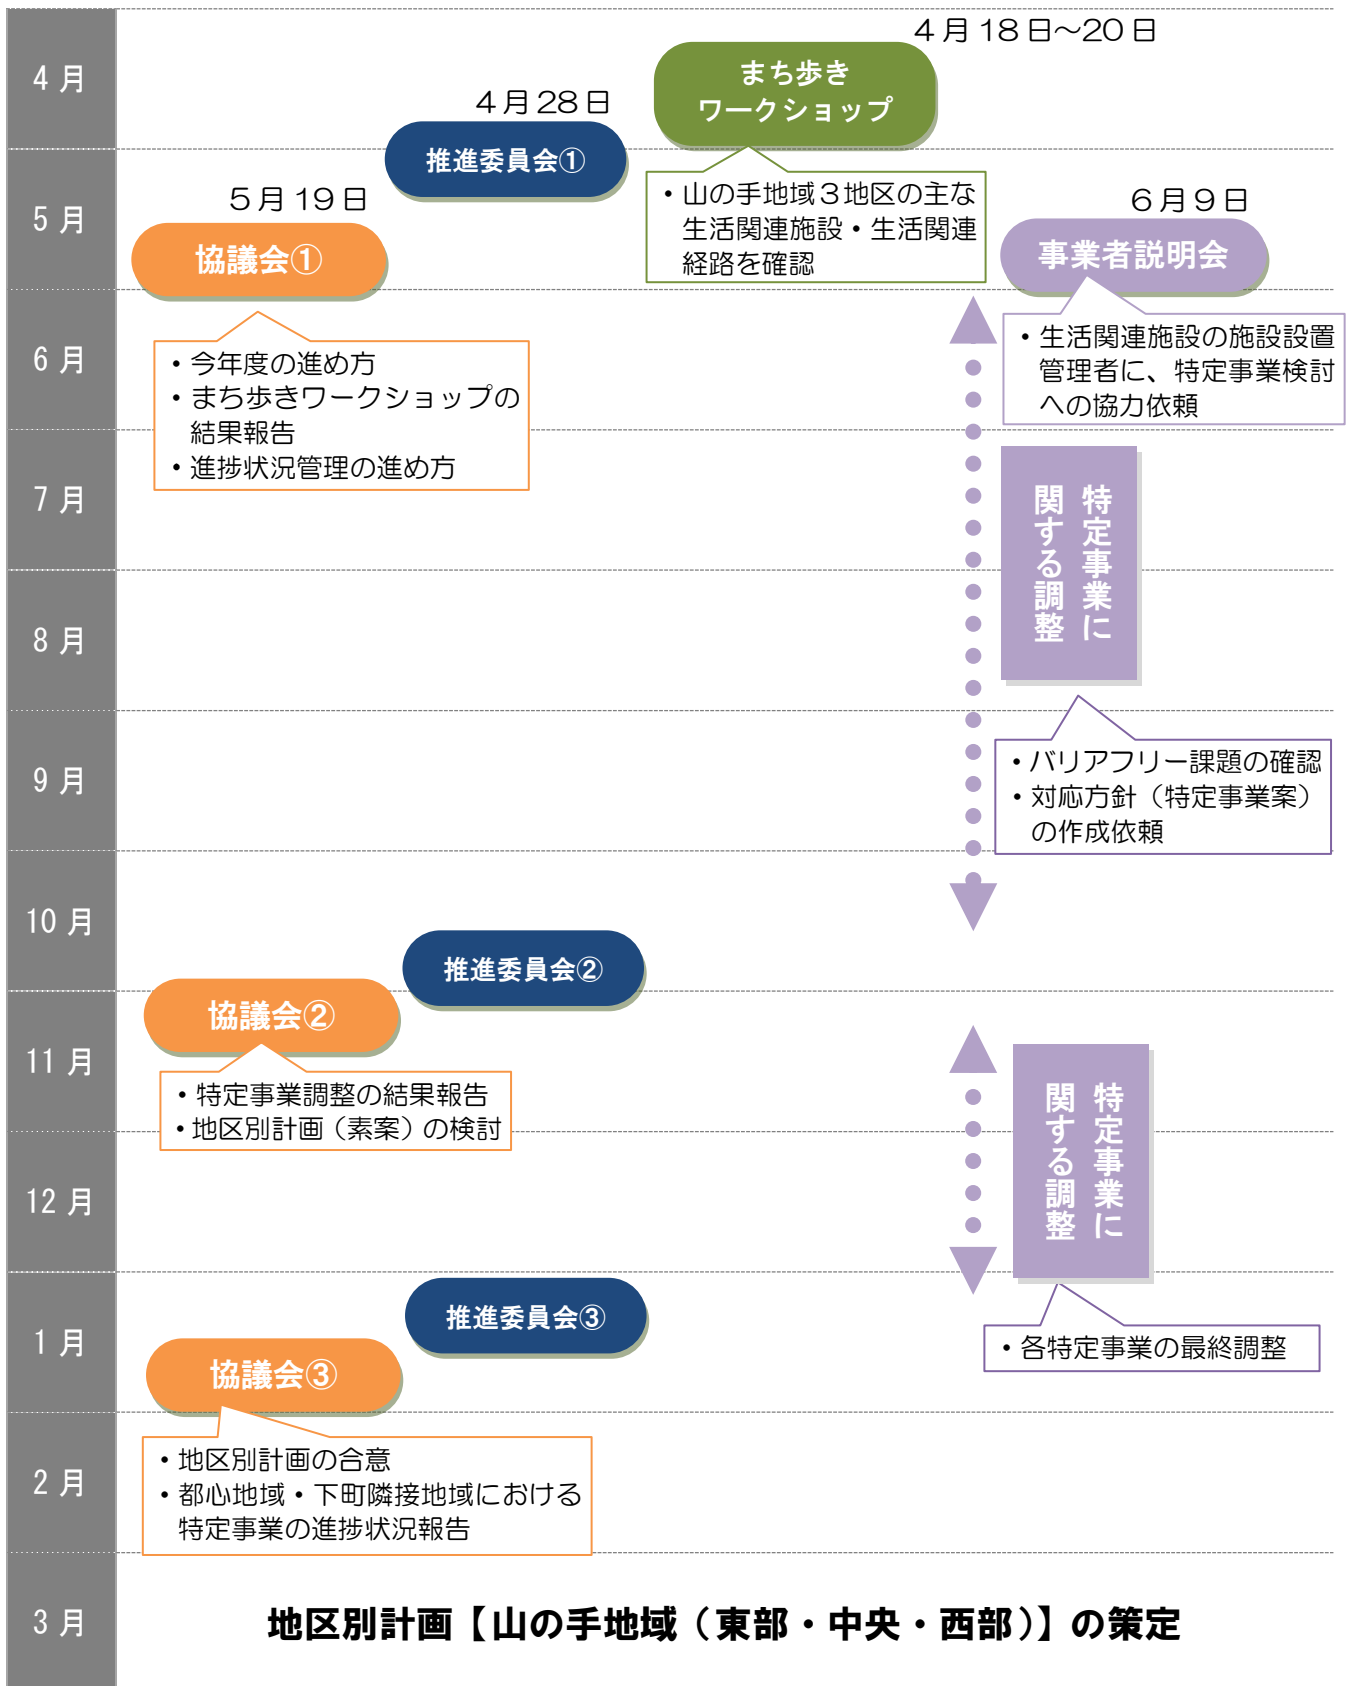 4月
4月18日～20日
まち歩き
ワークショップ
・山の手地域３地区の主な
生活関連施設・生活関連
経路を確認
4月28日
推進委員会①
5月
5月19日
協議会①
・今年度の進め方
・まち歩きワークショップの
結果報告
・進捗状況管理の進め方
6月9日
事業者説明会
・生活関連施設の施設設置
管理者に、特定事業検討
への協力依頼
6月
7月
特定事業に
関する調整
・バリアフリー課題の確認
・対応方針（特定事業案）
の作成依頼
8月
9月
10月
推進委員会②
協議会②
・特定事業調整の結果報告
・地区別計画（素案）の検討
11月
特定事業に
関する調整
・各特定事業の最終調整
12月
1月
推進委員会③
協議会③
・地区別計画の合意
・都心地域・下町隣接地域における
特定事業の進捗状況報告
2月
3月
地区別計画【山の手地域（東部・中央・西部）】の策定